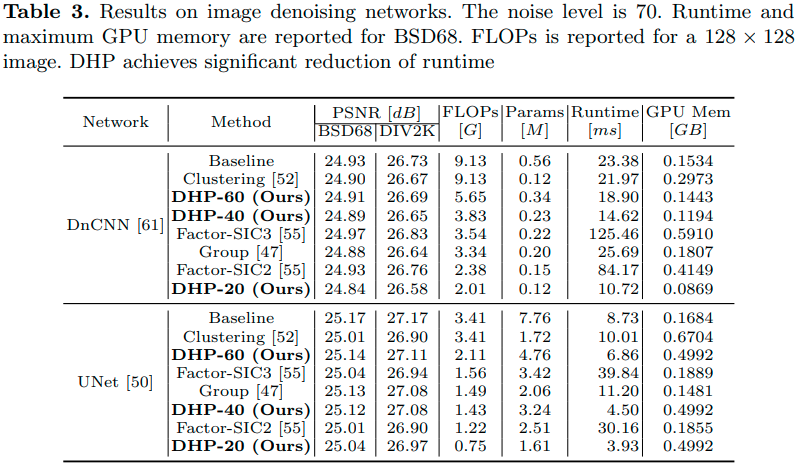 Table 3. Results on image denoising networks. The noise level is 70. Runtime and
maximum GPU memory are reported for BSD68. FLOPs is reported for a 128 × 128
image. DHP achieves significant reduction of runtime
Network Method PSNR [dB] FLOPs Params Runtime GPU Mem
BSD68 DIV2K [G] [M] [ms] [GB]
Baseline 24.93 26.73 9.13 0.56 23.38 0.1534
Clustering [52] 24.90 26.67 9.13 0.12 21.97 0.2973
DHP-60 (Ours) 24.91 26.69 5.65 0.34 18.90 0.1443
DHP-40 (Ours) 24.89 26.65 3.83 0.23 14.62 0.1194
DnCNN [61]
Factor-SIC3 [55] 24.97 26.83 3.54 0.22 125.46 0.5910
Group [47] 24.88 26.64 3.34 0.20 25.69 0.1807
Factor-SIC2 [55] 24.93 26.76 2.38 0.15 84.17 0.4149
DHP-20 (Ours) 24.84 26.58 2.01 0.12 10.72 0.0869
Baseline 25.17 27.17 3.41 7.76 8.73 0.1684
Clustering [52] 25.01 26.90 3.41 1.72 10.01 0.6704
DHP-60 (Ours) 25.14 27.11 2.11 4.76 6.86 0.4992
Factor-SIC3 [55] 25.04 26.94 1.56 3.42 39.84 0.1889
UNet [50]
Group [47] 25.13 27.08 1.49 2.06 11.20 0.1481
DHP-40 (Ours) 25.12 27.08 1.43 3.24 4.50 0.4992
Factor-SIC2 [55] 25.01 26.90 1.22 2.51 30.16 0.1855
DHP-20 (Ours) 25.04 26.97 0.75 1.61 3.93 0.4992